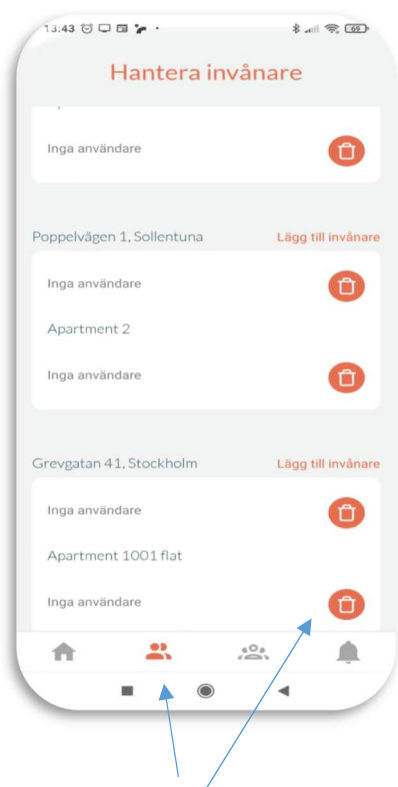 13:43
69
Hantera invånare
Inga användare
Poppelvägen 1, Sollentuna Lägg till invånare
Inga användare
Apartment 2
Inga användare
Grevgatan 41, Stockholm Lägg till invånare
Inga användare
Apartment 1001 flat
Inga användare